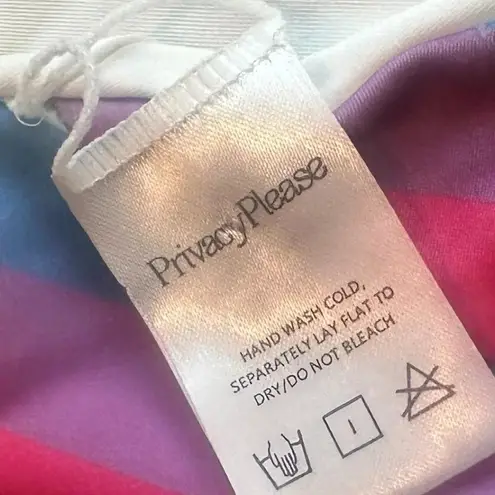 PrivacyPlease
HAND WASH COLD,
SEPARATELY LAY FLAT TO
DRY/DO NOT BLEACH